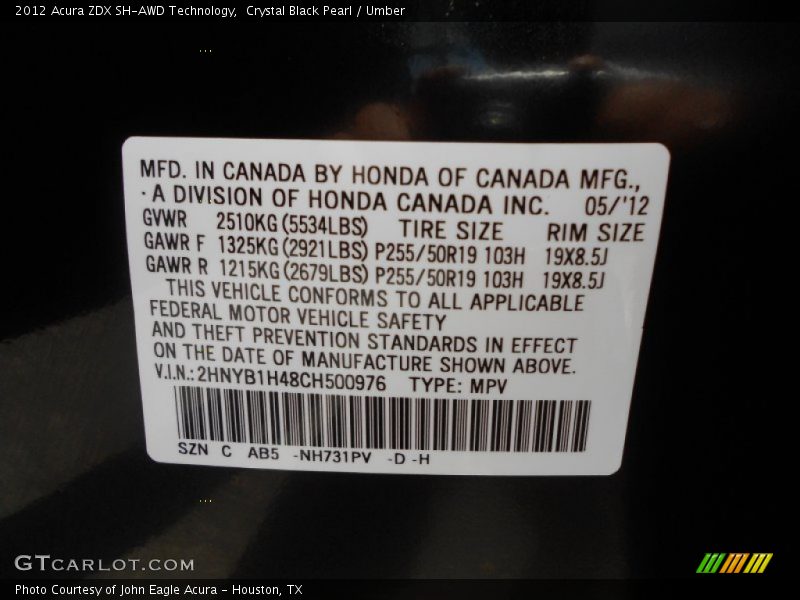 2012 Acura ZDX SH-AWD Technology,  Crystal Black Pearl / Umber
MFD. IN CANADA BY HONDA OF CANADA MFG.,
A DIVISION OF HONDA CANADA INC. 05/'12
GVWR 2510KG(5534LBS) TIRE SIZE RIM SIZE
GAWR F 1325KG(2921LBS) P255/50R19 103H 19X8.5J
GAWR R 1215KG(2679LBS) P255/50R19 103H 19X8.5J
THIS VEHICLE CONFORMS TO ALL APPLICABLE
FEDERAL MOTOR VEHICLE SAFETY
AND THEFT PREVENTION STANDARDS IN EFFECT
ON THE DATE OF MANUFACTURE SHOWN ABOVE.
V.I.N.: 2HNYB1H48CH500976 TYPE: MPV
SZN C AB5 -NH731PV -D -H
GTCARLOT.COM
Photo Courtesy of John Eagle Acura - Houston, TX